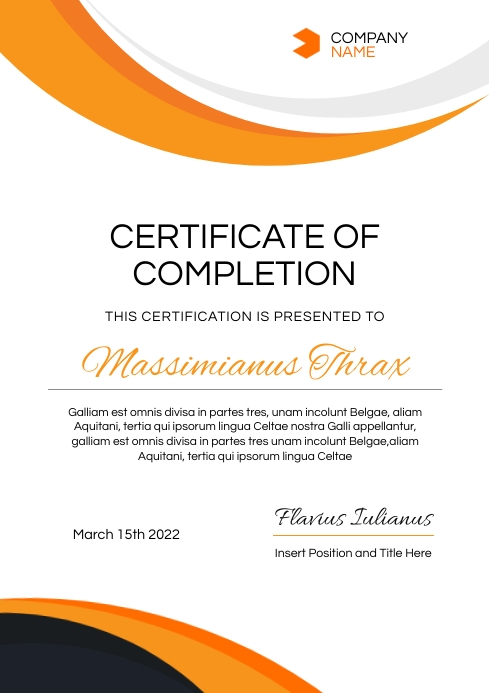 COMPANY
NAME
CERTIFICATE OF
COMPLETION
THIS CERTIFICATION IS PRESENTED TO
Massimianus Thrax
Galliam est omnis divisa in partes tres, unam incolunt Belgae, aliam
Aquitani, tertia qui ipsorum lingua Celtae nostra Galli appellantur,
galliam est omnis divisa in partes tres unam incolunt Belgae,aliam
Aquitani, tertia qui ipsorum lingua Celtae
Flavius Iulianus
March 15th 2022
Insert Position and Title Here